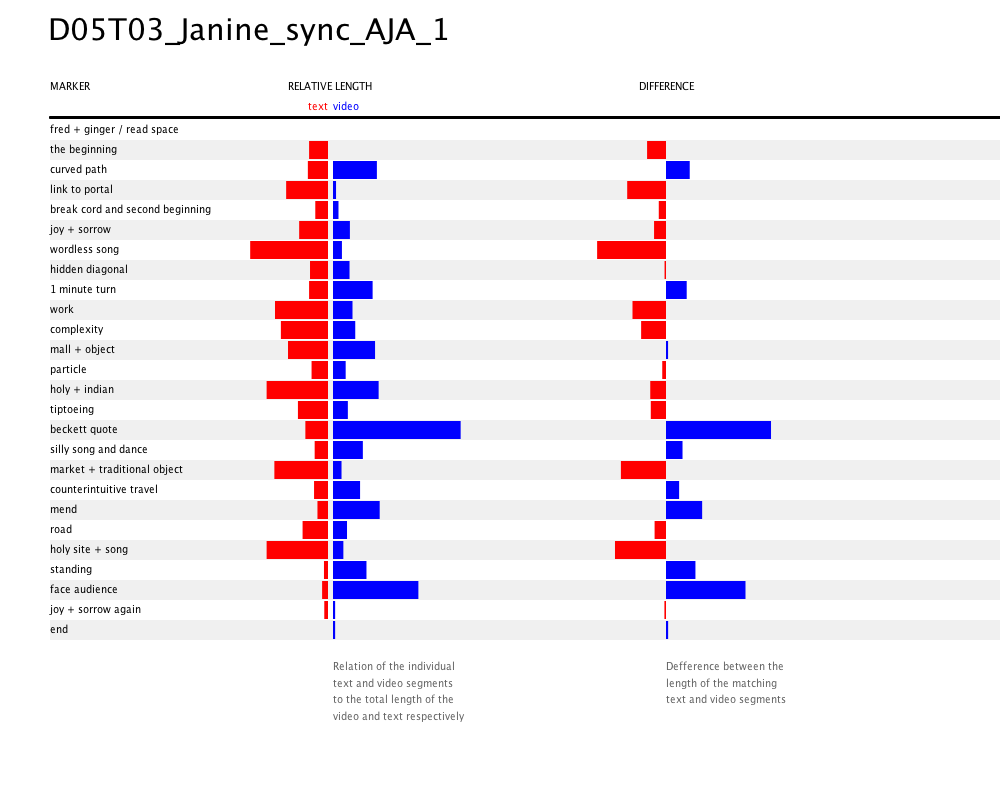 D05T03_Janine_sync_AJA_1
MARKER RELATIVE LENGTH DIFFERENCE
text video
fred + ginger / read space
the beginning
curved path
link to portal
break cord and second beginning
joy + sorrow
wordless song
hidden diagonal
1 minute turn
work
complexity
mall + object
particle
holy + indian
tiptoeing
beckett quote
silly song and dance
market + traditional object
counterintuitive travel
mend
road
holy site + song
standing
face audience
joy + sorrow again
end
Relation of the individual
text and video segments
to the total length of the
video and text respectively
Defference between the
length of the matching
text and video segments